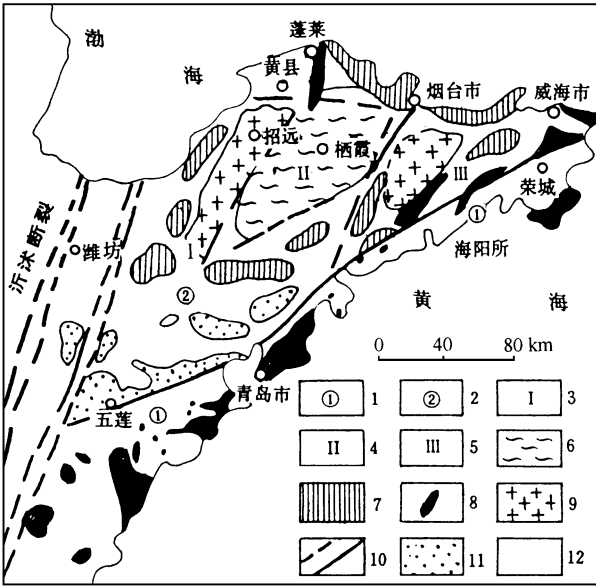 蓬莱
渤
海
黄县
烟台市
威海市
招远
栖霞
II
III
荣城
①
沂沭断裂
潍坊
I
海阳所
②
黄 海
0 40 80 km
青岛市
五莲
①
① 1 ② 2 I 3
II 4 III 5 6
7 8 9
10 11 12